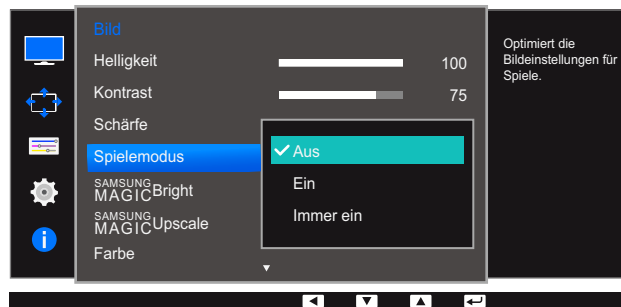 Bild
Helligkeit 100
Kontrast 75
Schärfe
Spielemodus
SAMSUNG
MAGICBright
SAMSUNG
MAGICUpscale
Farbe
Aus
Ein
Immer ein
Optimiert die
Bildeinstellungen für
Spiele.